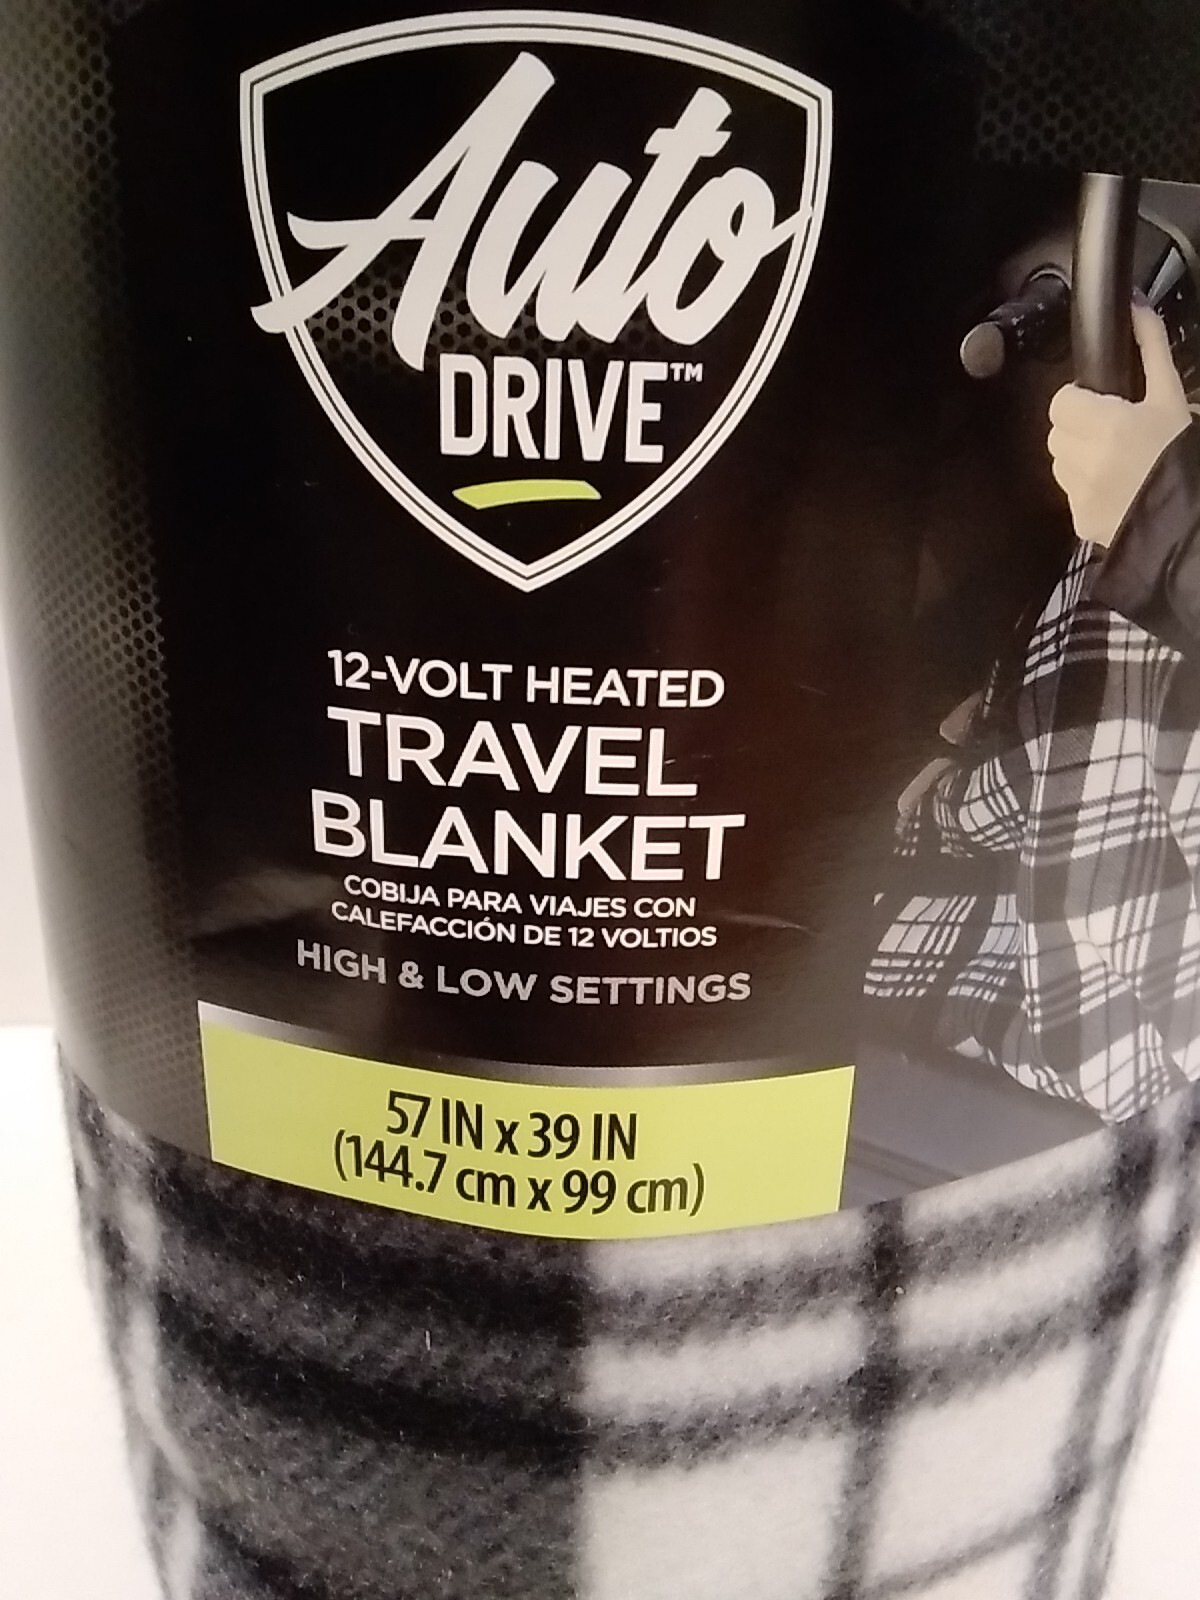 Auto
DRIVE™
12-VOLT HEATED
TRAVEL
BLANKET
COBIJA PARA VIAJES CON
CALEFACCIÓN DE 12 VOLTIOS
HIGH & LOW SETTINGS
57 IN x 39 IN
(144.7 cm x 99 cm)